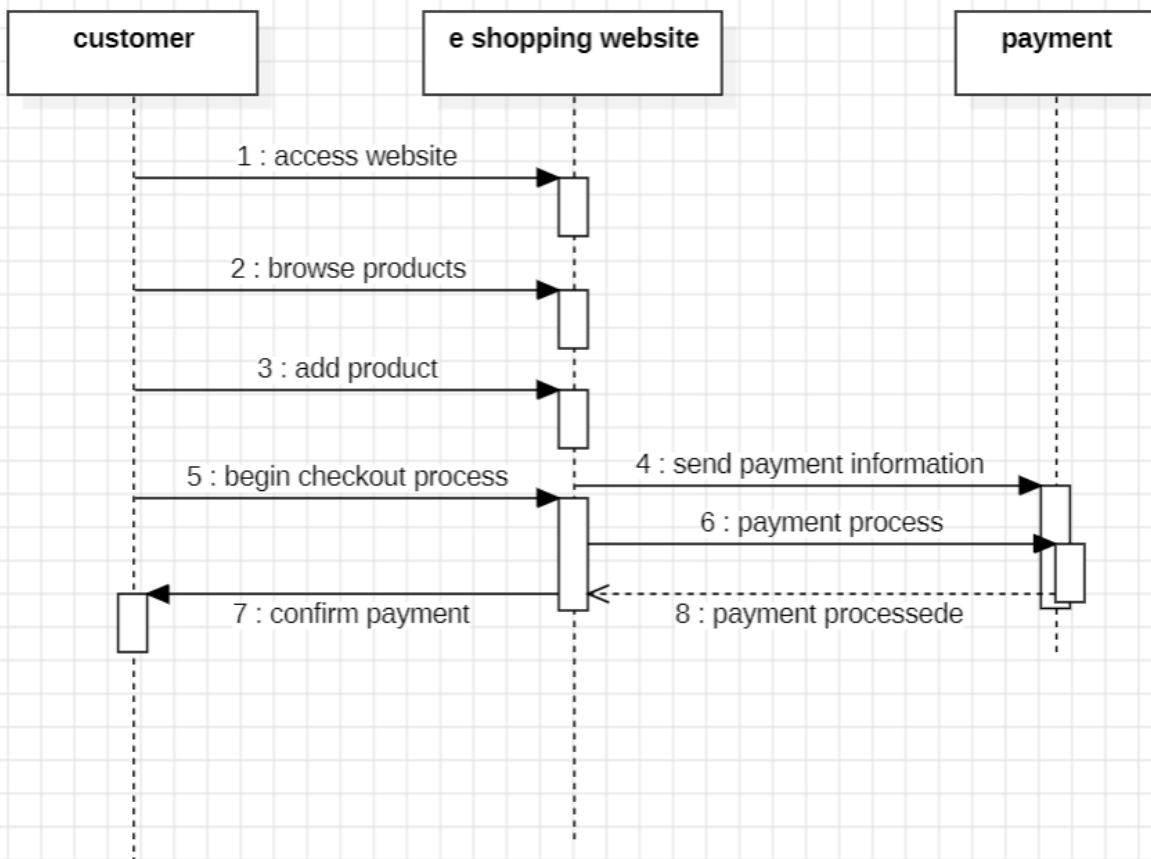 customer
e shopping website
payment
1 : access website
2 : browse products
3 : add product
4 : send payment information
5 : begin checkout process
6 : payment process
7 : confirm payment
8 : payment processede